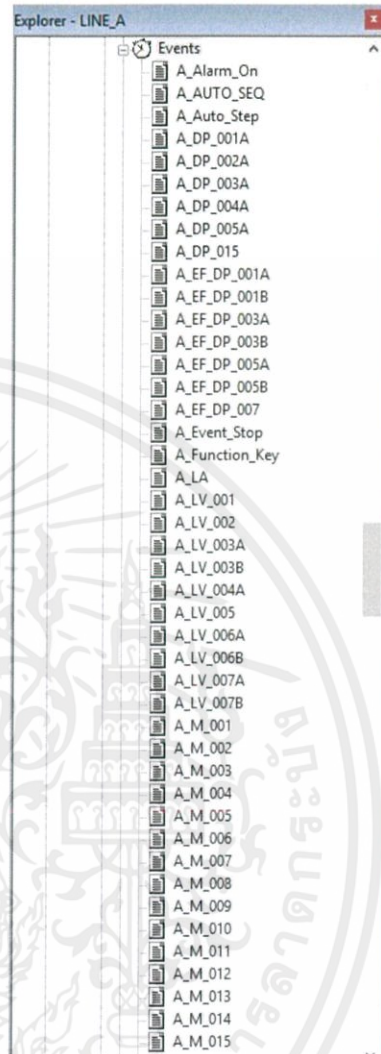 Explorer - LINE_A
Events
A_Alarm_On
A_AUTO_SEQ
A_Auto_Step
A_DP_001A
A_DP_002A
A_DP_003A
A_DP_004A
A_DP_005A
A_DP_015
A_EF_DP_001A
A_EF_DP_001B
A_EF_DP_003A
A_EF_DP_003B
A_EF_DP_005A
A_EF_DP_005B
A_EF_DP_007
A_Event_Stop
A_Function_Key
A_LA
A_LV_001
A_LV_002
A_LV_003A
A_LV_003B
A_LV_004A
A_LV_005
A_LV_006A
A_LV_006B
A_LV_007A
A_LV_007B
A_M_001
A_M_002
A_M_003
A_M_004
A_M_005
A_M_006
A_M_007
A_M_008
A_M_009
A_M_010
A_M_011
A_M_012
A_M_013
A_M_014
A_M_015